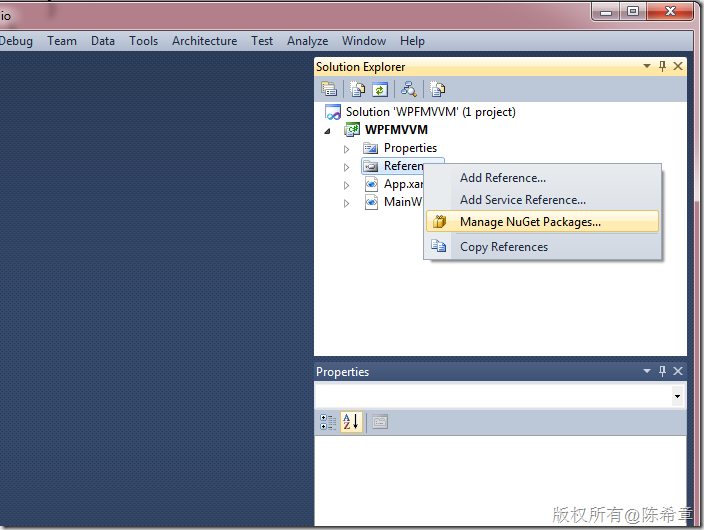 io
Debug Team Data Tools Architecture Test Analyze Window Help
Solution Explorer
Solution 'WPFMVVM' (1 project)
WPFMVVM
Properties
Referen
Add Reference...
App.xar
Add Service Reference...
MainW
Manage NuGet Packages...
Copy References
Properties
版权所有@陈希章